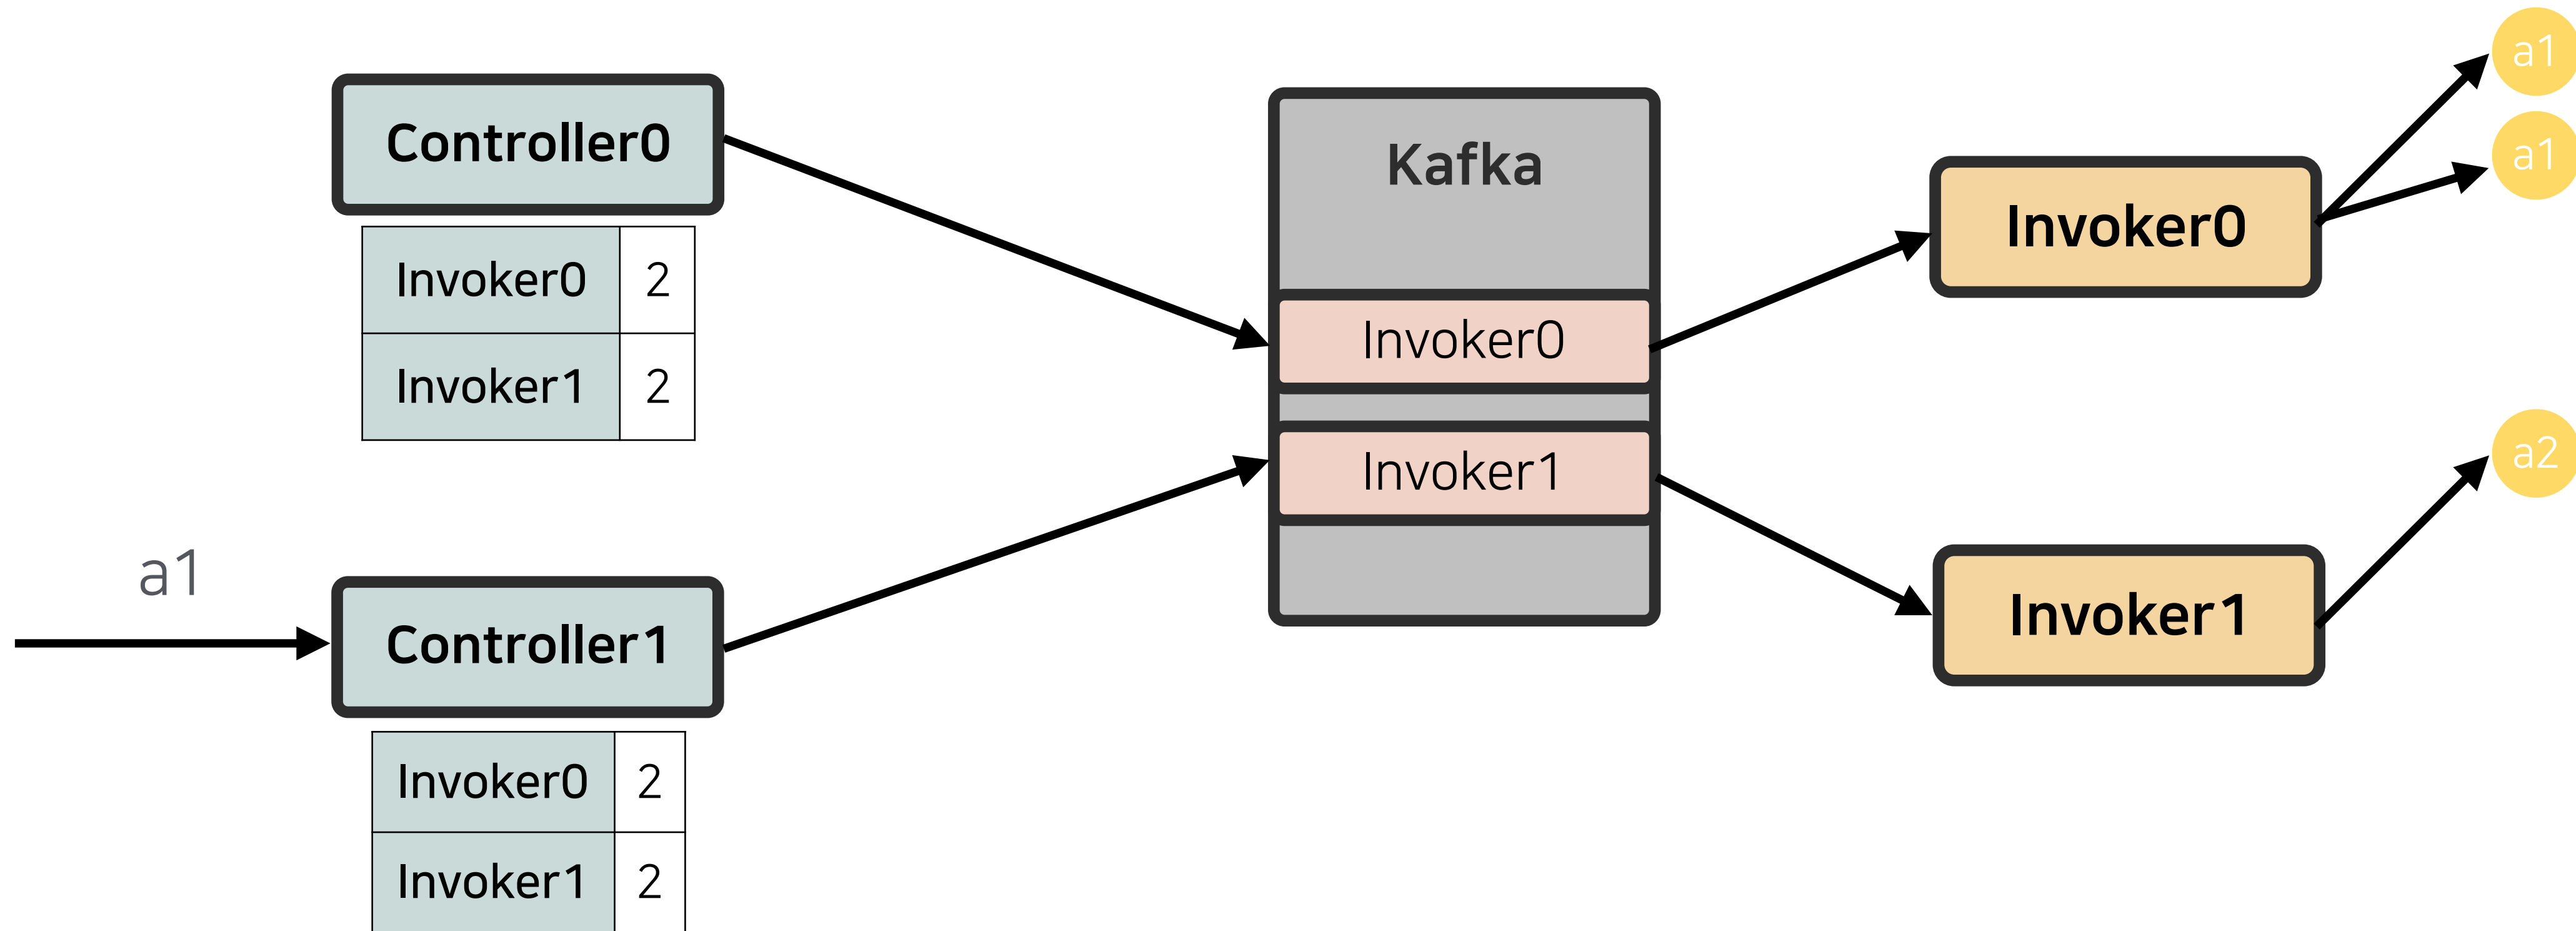 Controller0
Invoker0 2
Invoker1 2
a1
Controller1
Invoker0 2
Invoker1 2
Kafka
Invoker0
Invoker1
Invoker0
a1
a1
Invoker1
a2